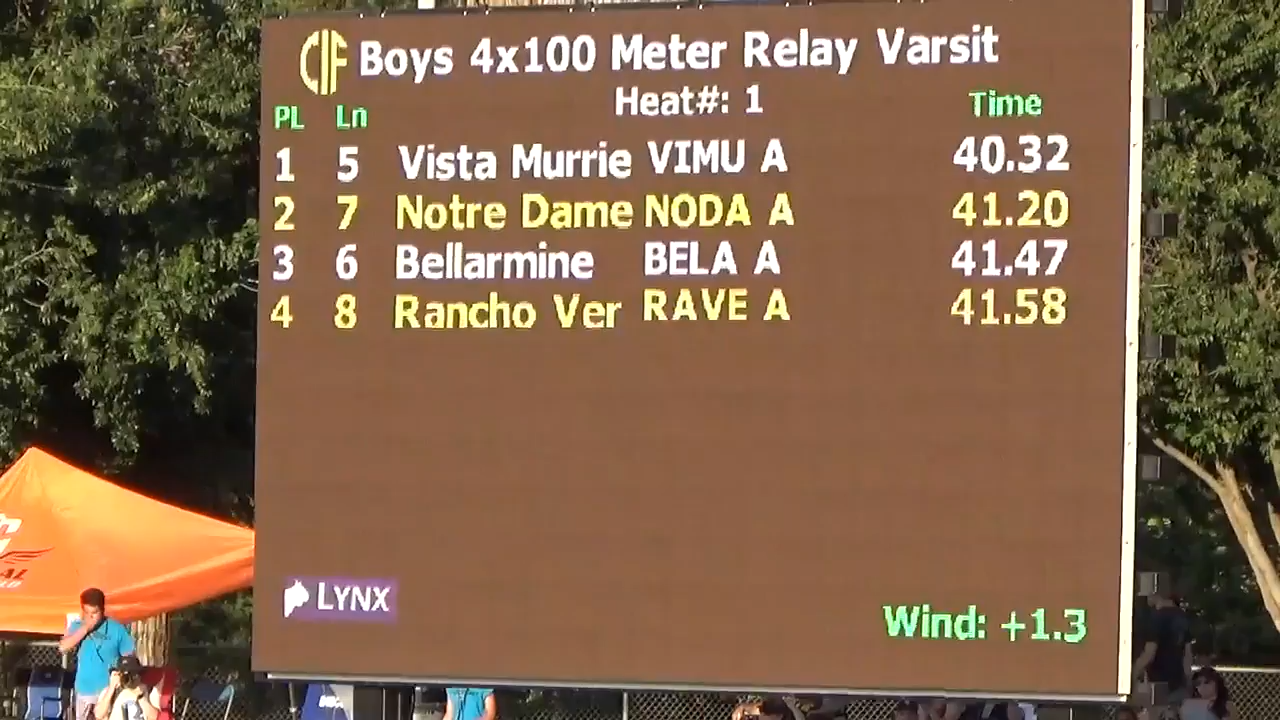 CIF Boys 4x100 Meter Relay Varsit
Heat#: 1
PL Ln Time
1 5 Vista Murrie VIMU A 40.32
2 7 Notre Dame NODA A 41.20
3 6 Bellarmine BELA A 41.47
4 8 Rancho Ver RAVE A 41.58
LYNX
Wind: +1.3